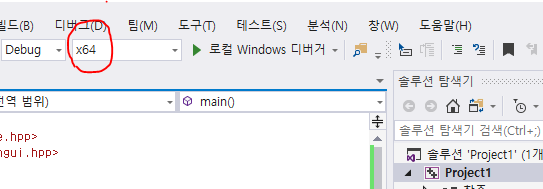 빌드(B) 디버그(D) 팀(M) 도구(T) 테스트(S) 분석(N) 창(W) 도움말(H)
Debug x64 로컬 Windows 디버거
솔루션 탐색기
전역 범위) main()
솔루션 탐색기 검색(Ctrl+;)
e.hpp>
솔루션 'Project1' (1개
ngui.hpp>
Project1